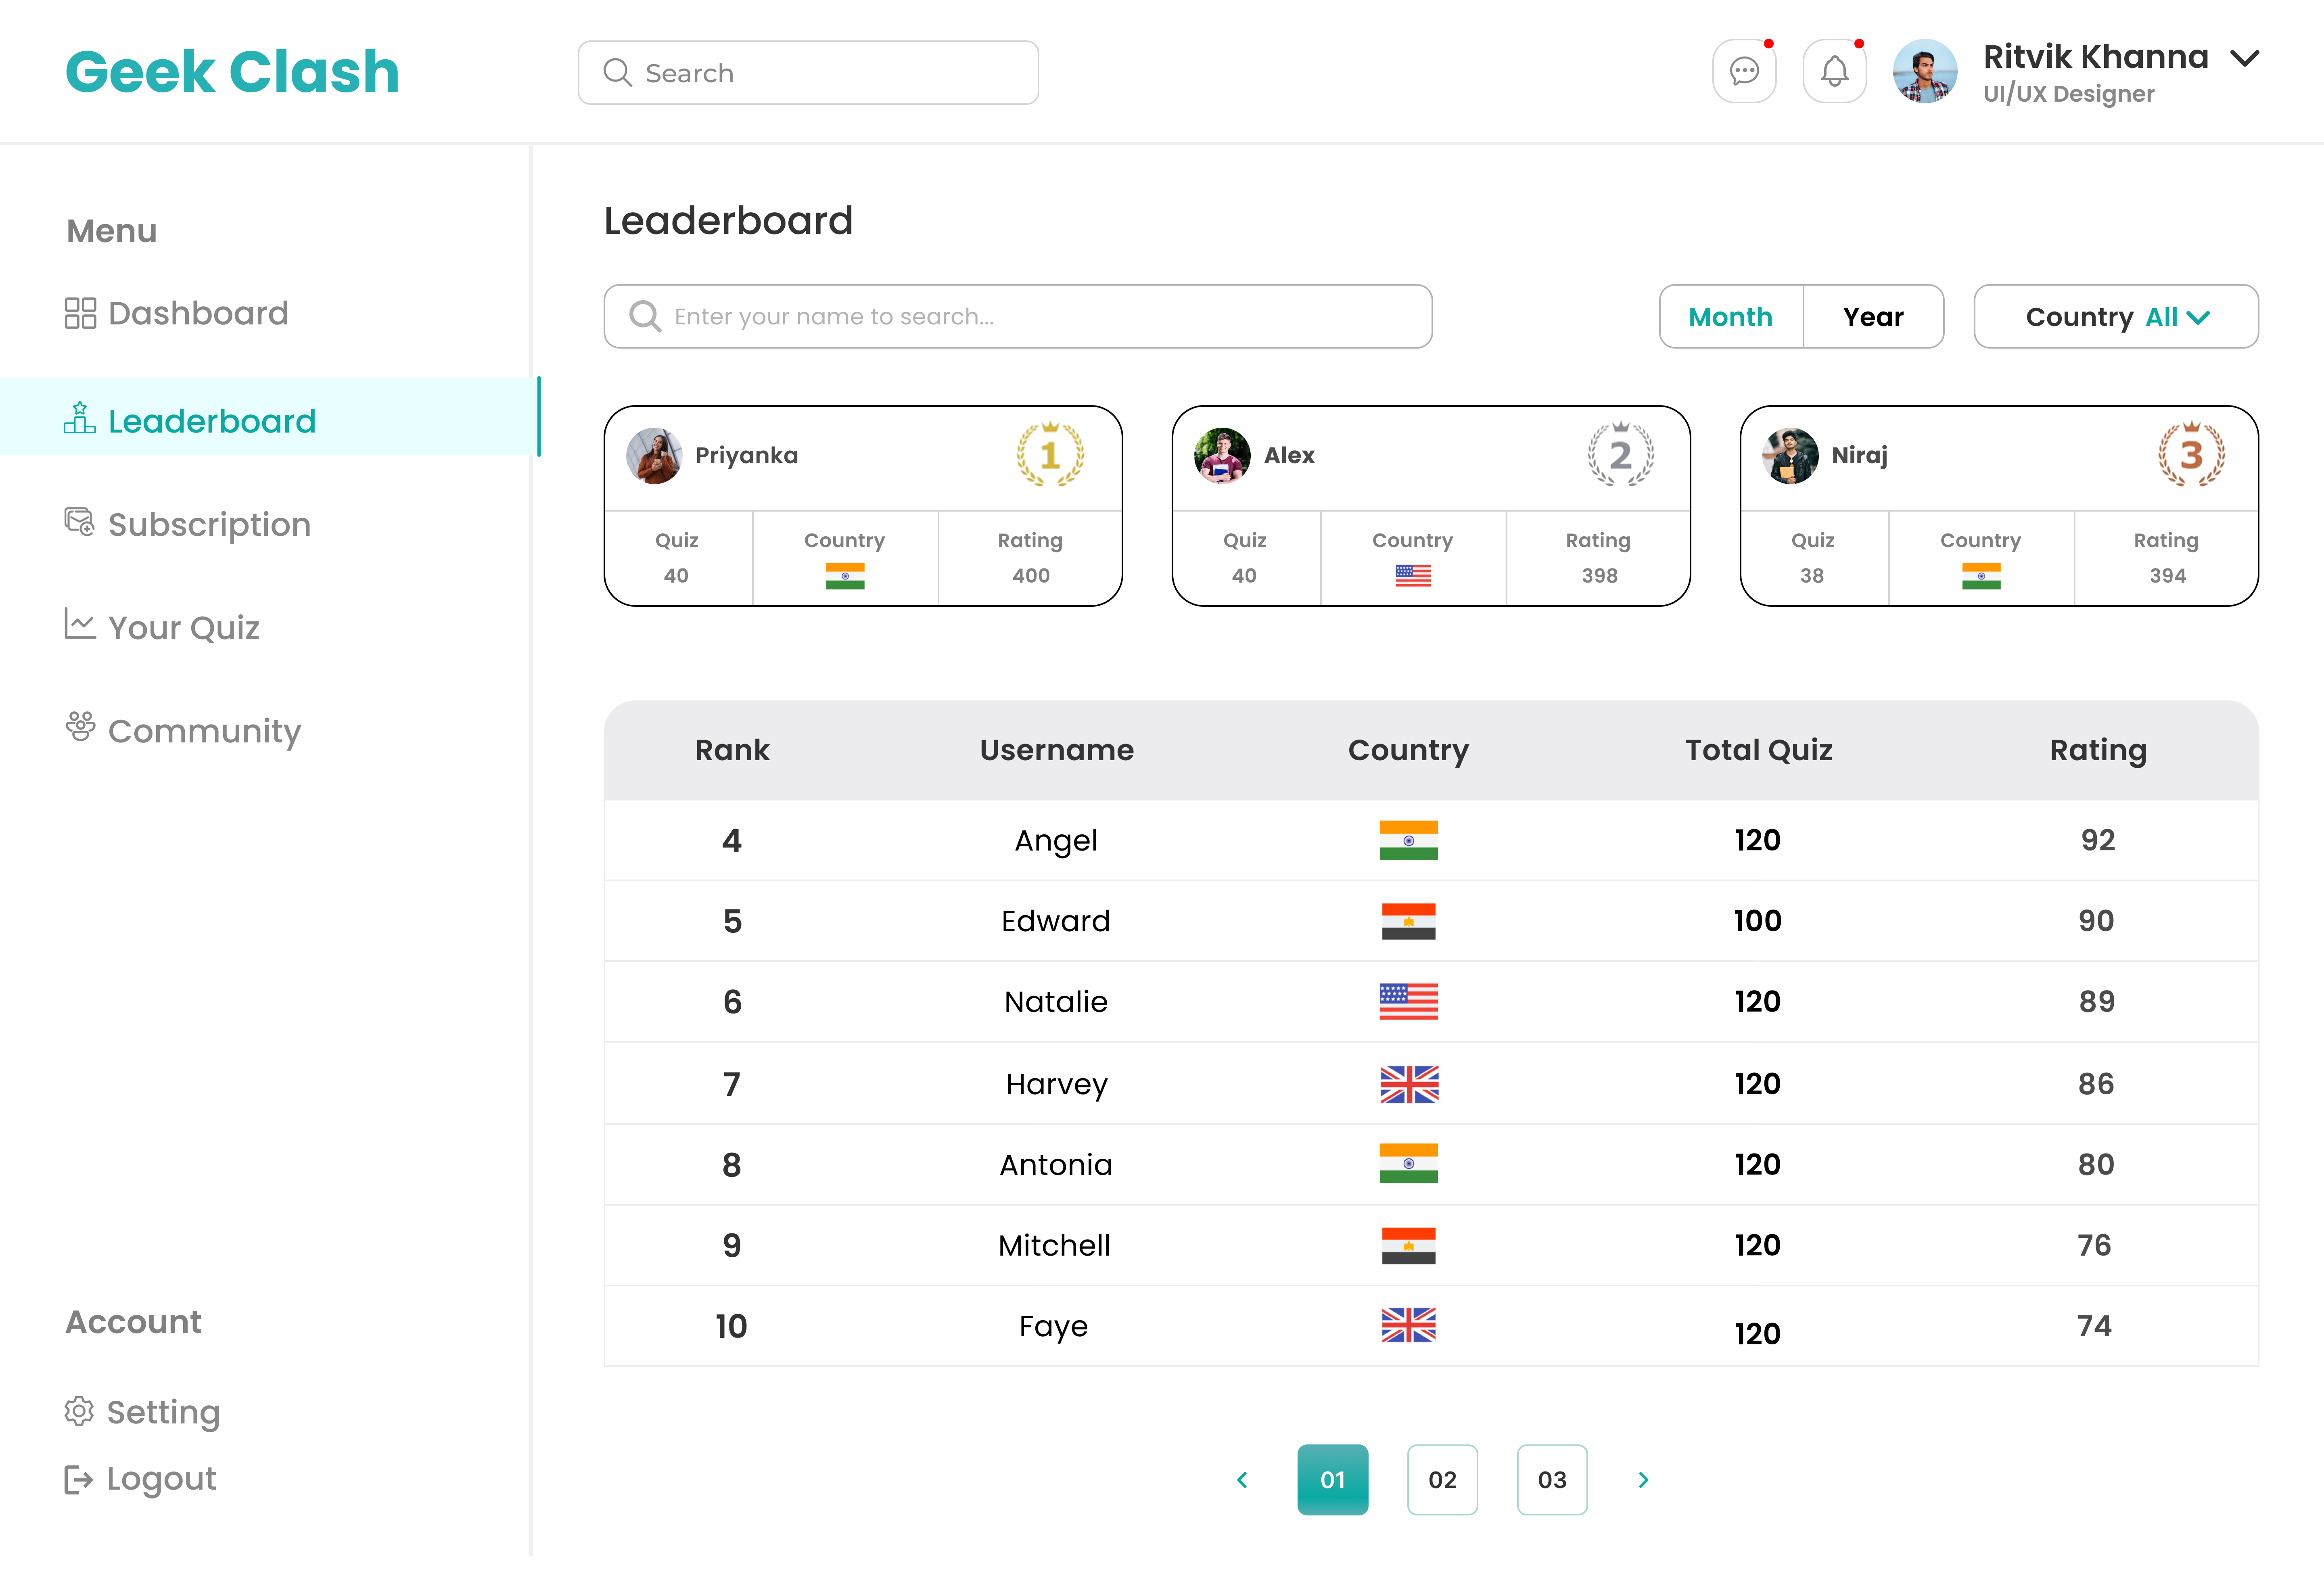 Geek Clash
Search
Ritvik Khanna
UI/UX Designer
Menu
Dashboard
Leaderboard
Subscription
Your Quiz
Community
Account
Setting
Logout
Leaderboard
Enter your name to search...
Month Year
Country All
Priyanka 1
Quiz Country Rating
40 400
Alex 2
Quiz Country Rating
40 398
Niraj 3
Quiz Country Rating
38 394
Rank Username Country Total Quiz Rating
4 Angel 120 92
5 Edward 100 90
6 Natalie 120 89
7 Harvey 120 86
8 Antonia 120 80
9 Mitchell 120 76
10 Faye 120 74
01 02 03